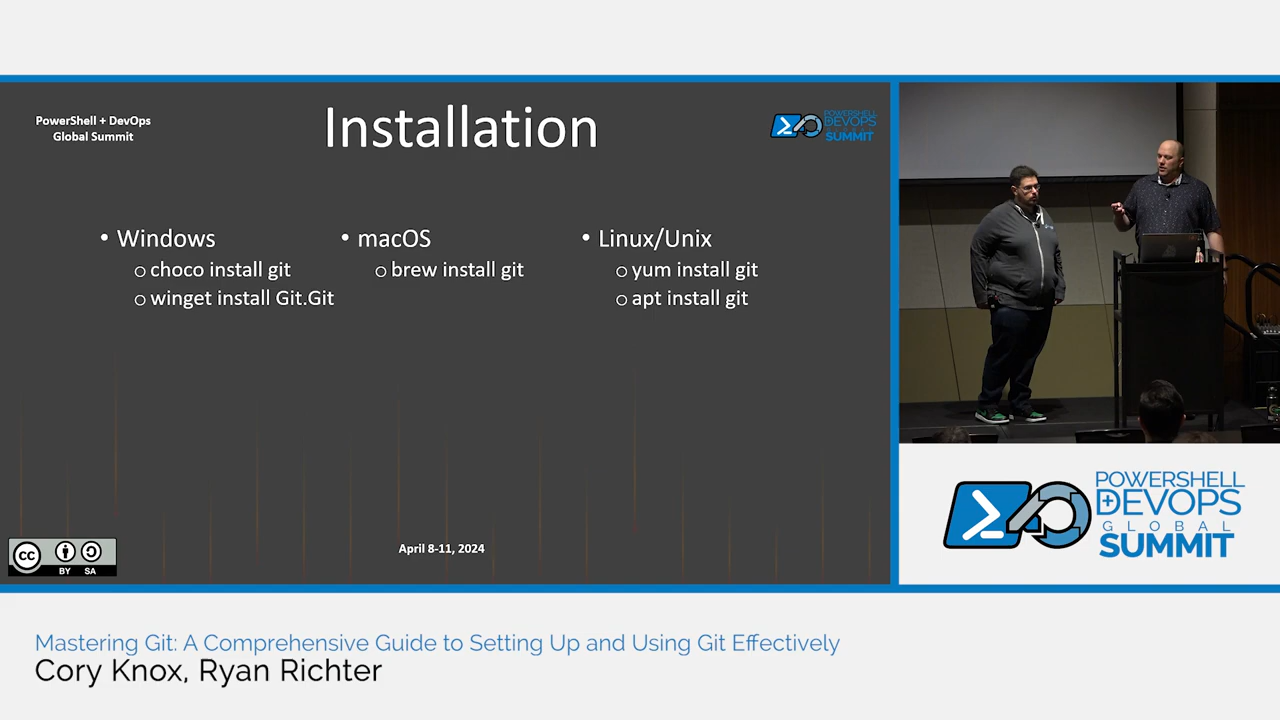 PowerShell + DevOps
Global Summit
Installation
POWERSHELL
DEVOPS
GLOBAL
SUMMIT
• Windows
o choco install git
o winget install Git.Git
• macOS
o brew install git
• Linux/Unix
o yum install git
o apt install git
cc
BY SA
April 8-11, 2024
POWERSHELL
+DEVOPS
GLOBAL
SUMMIT
Mastering Git: A Comprehensive Guide to Setting Up and Using Git Effectively
Cory Knox, Ryan Richter